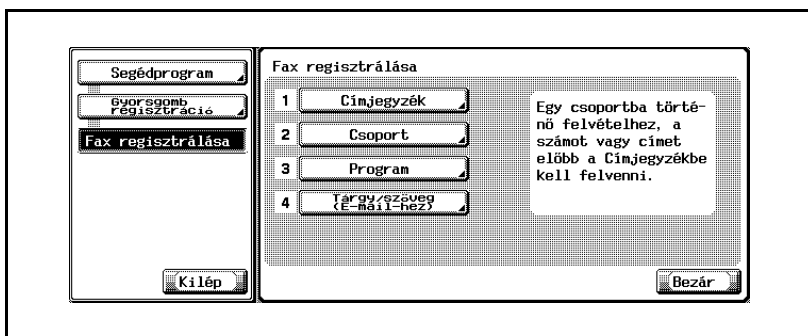 Segédprogram
Gyorsgomb
regisztráció
Fax regisztrálása
Kilép
Fax regisztrálása
1 Címjegyzék
2 Csoport
3 Program
4 Tárgy/szöveg
(E-mail-hez)
Egy csoportba törté-
nő felvételhez, a
számot vagy címet
előbb a Címjegyzékbe
kell felvenni.
Bezár